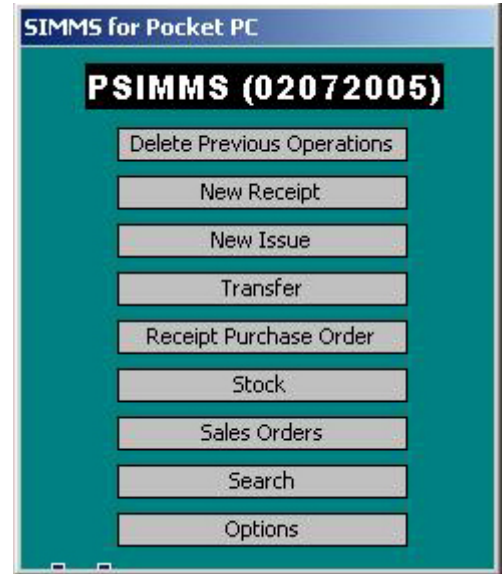 SIMMS for Pocket PC
PSIMMS (02072005)
Delete Previous Operations
New Receipt
New Issue
Transfer
Receipt Purchase Order
Stock
Sales Orders
Search
Options